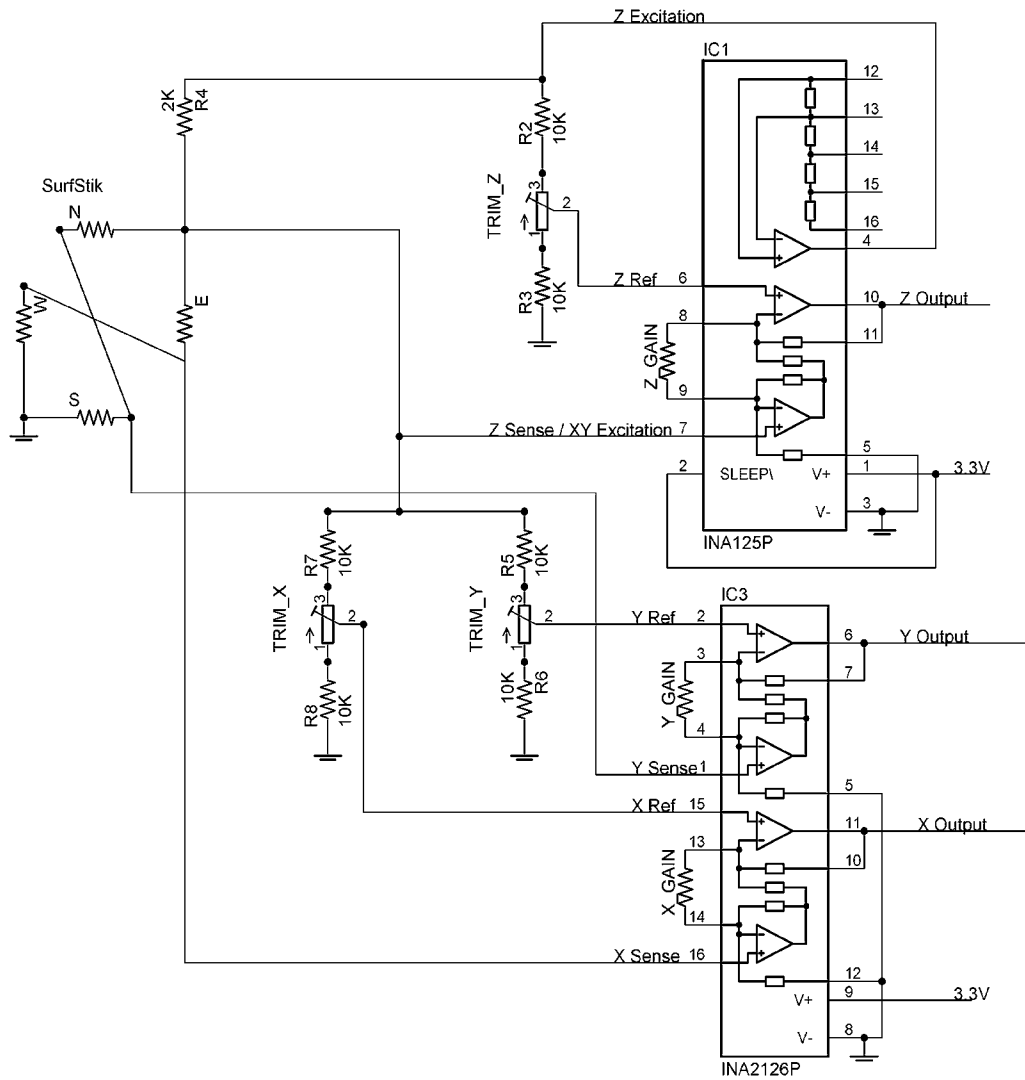 Z Excitation
IC1
12
13
14
15
16
4
2K
R4
R2
10K
SurfStik
N
TRIM_Z
3
2
1
R3
10K
Z Ref
6
10
Z Output
11
8
Z_GAIN
9
W
E
S
Z Sense / XY Excitation
7
5
2
SLEEP\
V+
1
3.3V
V-
3
INA125P
R7
10K
R5
10K
IC3
TRIM_X
3
2
1
TRIM_Y
3
2
1
Y Ref
2
6
Y Output
7
3
Y_GAIN
4
R8
10K
10K
R6
Y Sense
1
5
X Ref
15
11
X Output
10
13
X_GAIN
14
X Sense
16
12
V+
9
3.3V
V-
8
INA2126P